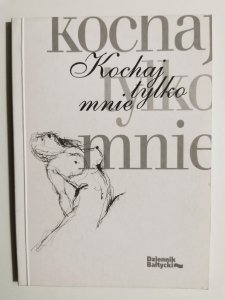 kochaj
Kochaj
tylko
tylko
mnie
mnie
Dziennik
Bałtycki